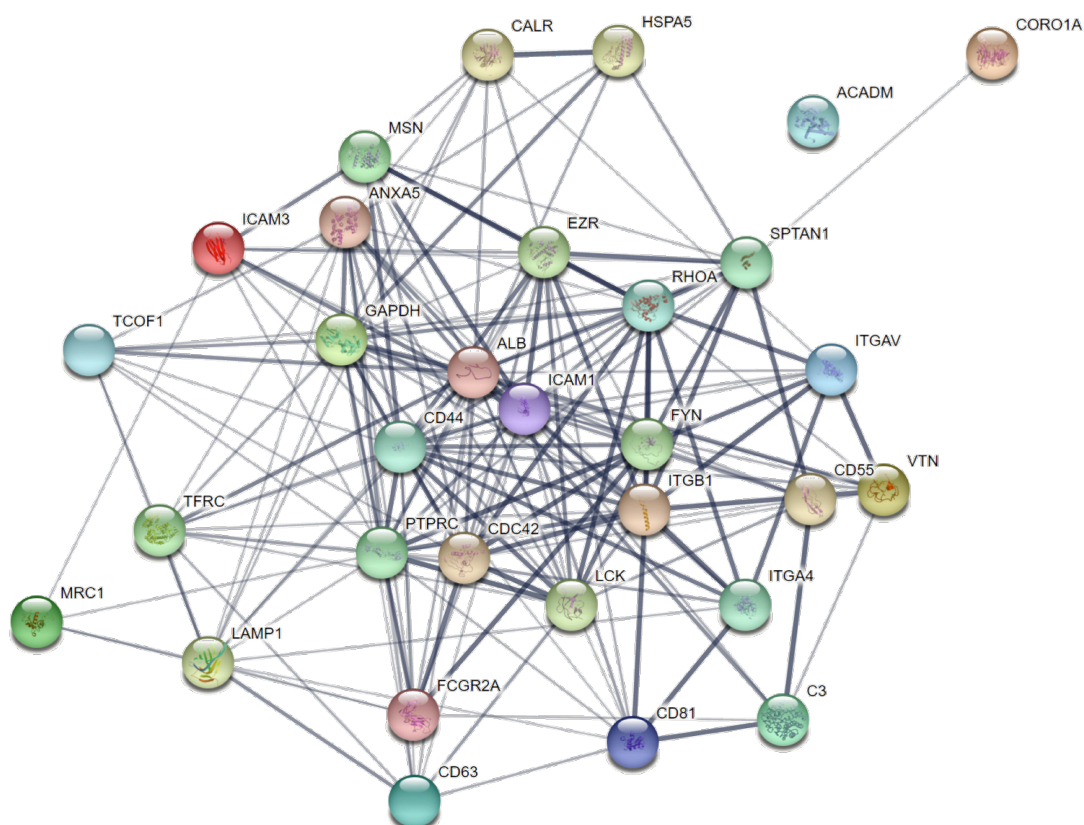 CALR
HSPA5
CORO1A
ACADM
MSN
ANXA5
ICAM3
EZR
SPTAN1
RHOA
GAPDH
TCOF1
ALB
ITGAV
ICAM1
CD44
FYN
CD55
VTN
ITGB1
TFRC
PTPRC
CDC42
LCK
ITGA4
MRC1
LAMP1
FCGR2A
C3
CD81
CD63